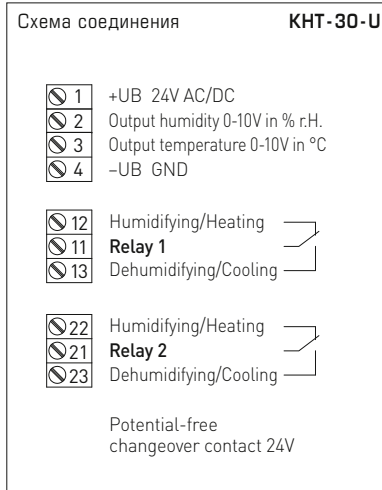 Схема соединения KHT-30-U
1 +UB 24V AC/DC
2 Output humidity 0-10V in % r.H.
3 Output temperature 0-10V in °C
4 –UB GND
12 Humidifying/Heating
11 Relay 1
13 Dehumidifying/Cooling
22 Humidifying/Heating
21 Relay 2
23 Dehumidifying/Cooling
Potential-free
changeover contact 24V